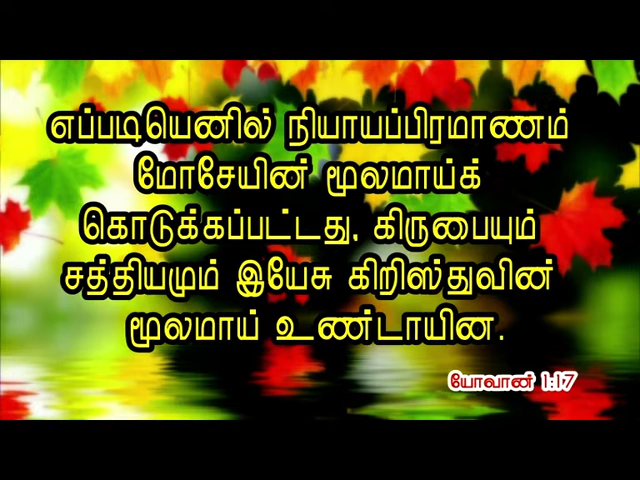 எப்படியெனில் நியாயப்பிரமாணம்
மோசேயின் மூலமாய்க்
கொடுக்கப்பட்டது, கிருபையும்
சத்தியமும் இயேசு கிறிஸ்துவின்
மூலமாய் உண்டாயின.
யோவான் 1:17